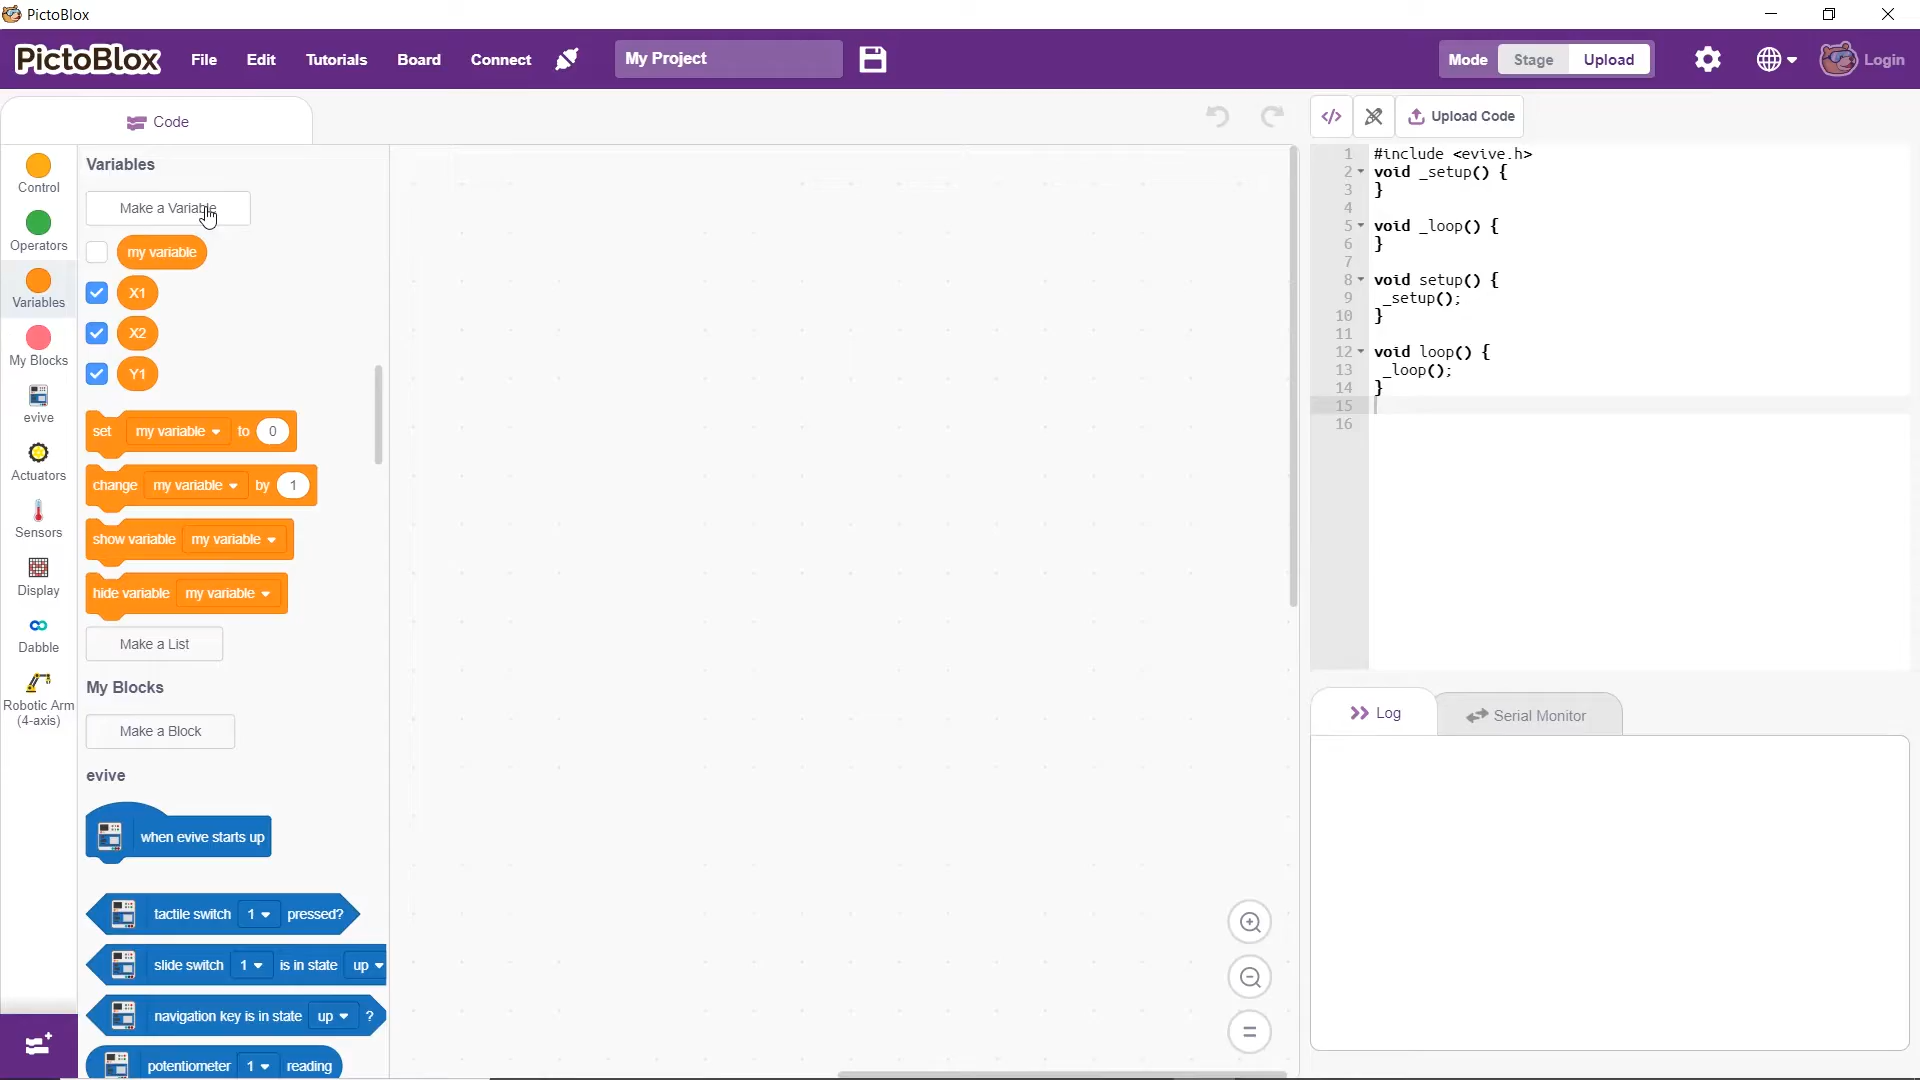 PictoBlox
PictoBlox File Edit Tutorials Board Connect My Project Mode Stage Upload Login
Code
Upload Code
Control
Operators
Variables
My Blocks
evive
Actuators
Sensors
Display
Dabble
Robotic Arm
(4-axis)
Variables
Make a Variable
my variable
X1
X2
Y1
set my variable to 0
change my variable by 1
show variable my variable
hide variable my variable
Make a List
My Blocks
Make a Block
evive
when evive starts up
tactile switch 1 pressed?
slide switch 1 is in state up
navigation key is in state up ?
potentiometer 1 reading
1 #include <evive.h>
2 void _setup() {
3 }
4
5 void _loop() {
6 }
7
8 void setup() {
9 _setup();
10 }
11
12 void loop() {
13 _loop();
14 }
15
16
Log Serial Monitor